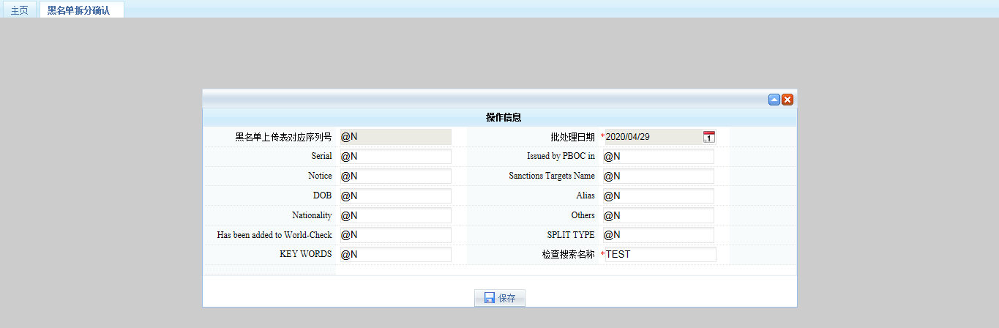 主页 黑名单拆分确认
操作信息
黑名单上传表对应序列号 @N 批处理日期 *2020/04/29 1
Serial @N Issued by PBOC in @N
Notice @N Sanctions Targets Name @N
DOB @N Alias @N
Nationality @N Others @N
Has been added to World-Check @N SPLIT TYPE @N
KEY WORDS @N 检查搜索名称 *TEST
保存